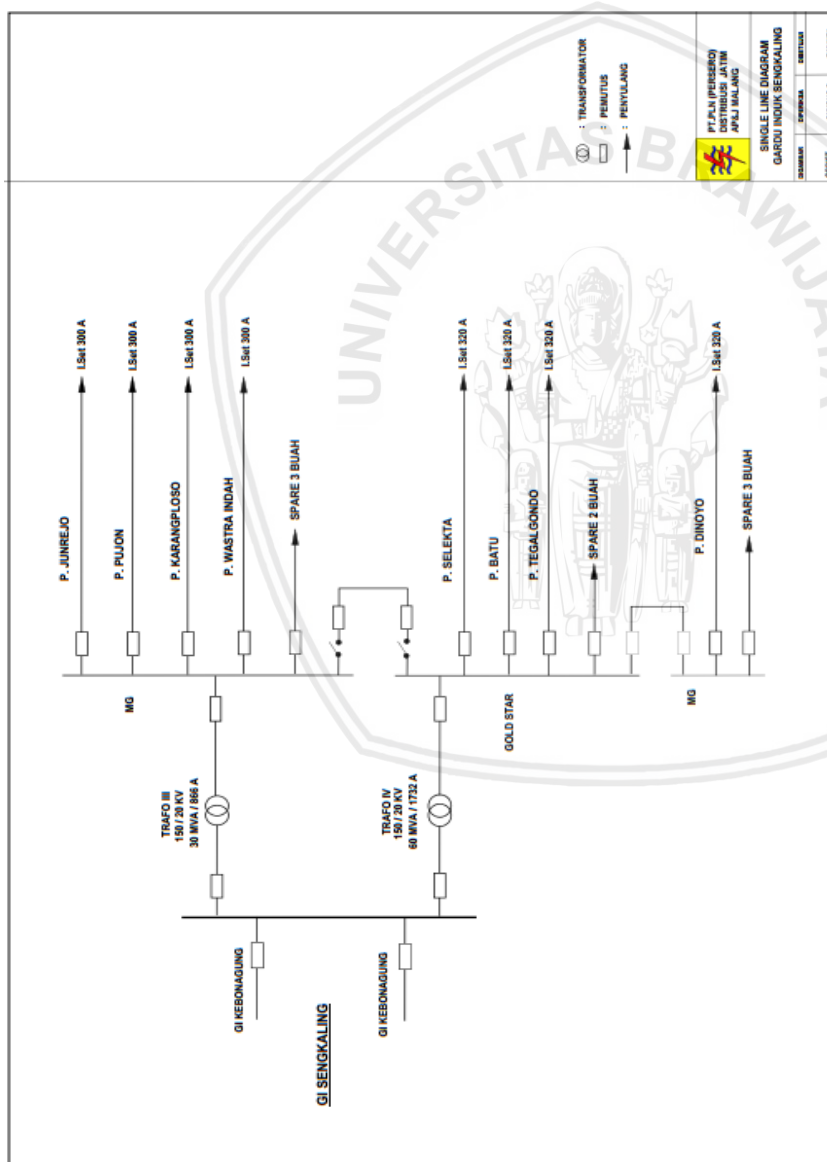 : TRANSFORMATOR
: PEMUTUS
: PENYULANG
PT.PLN (PERSERO)
DISTRIBUSI JATIM
AP&J MALANG
SINGLE LINE DIAGRAM
GARDU INDUK SENGKALING
DIGAMBAR
DIPERIKSA
DISETUJUI
UNIVERSITAS BRAWIJAYA
P. JUNREJO
I.Set 300 A
P. PUJON
I.Set 300 A
P. KARANGPLOSO
I.Set 300 A
P. WASTRA INDAH
I.Set 300 A
SPARE 3 BUAH
MG
TRAFO III
150 / 20 KV
30 MVA / 866 A
P. SELEKTA
I.Set 320 A
P. BATU
I.Set 320 A
P. TEGALGONDO
I.Set 320 A
SPARE 2 BUAH
GOLD STAR
TRAFO IV
150 / 20 KV
60 MVA / 1732 A
P. DINOYO
I.Set 320 A
SPARE 3 BUAH
MG
GI KEBONAGUNG
GI KEBONAGUNG
GI SENGKALING